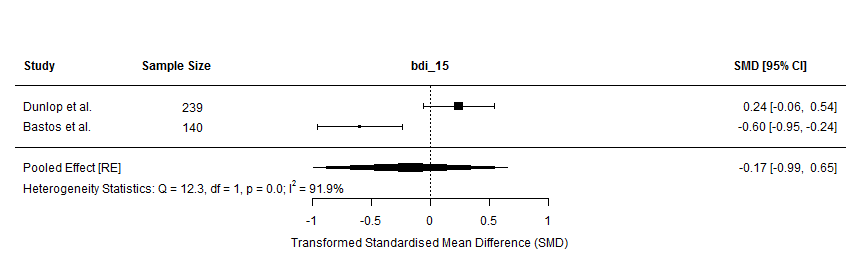 Study Sample Size bdi_15 SMD [95% CI]
Dunlop et al. 239 0.24 [-0.06, 0.54]
Bastos et al. 140 -0.60 [-0.95, -0.24]
Pooled Effect [RE] -0.17 [-0.99, 0.65]
Heterogeneity Statistics: Q = 12.3, df = 1, p = 0.0; I² = 91.9%
-1 -0.5 0 0.5 1
Transformed Standardised Mean Difference (SMD)